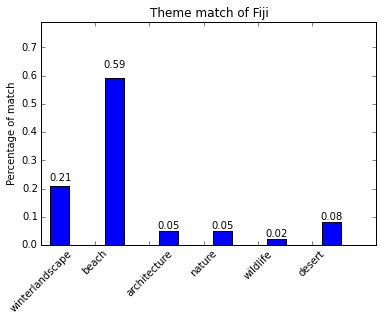 Theme match of Fiji
Percentage of match
0.7
0.6
0.5
0.4
0.3
0.2
0.1
0.0
0.21
0.59
0.05
0.05
0.02
0.08
winterlandscape
beach
architecture
nature
wildlife
desert